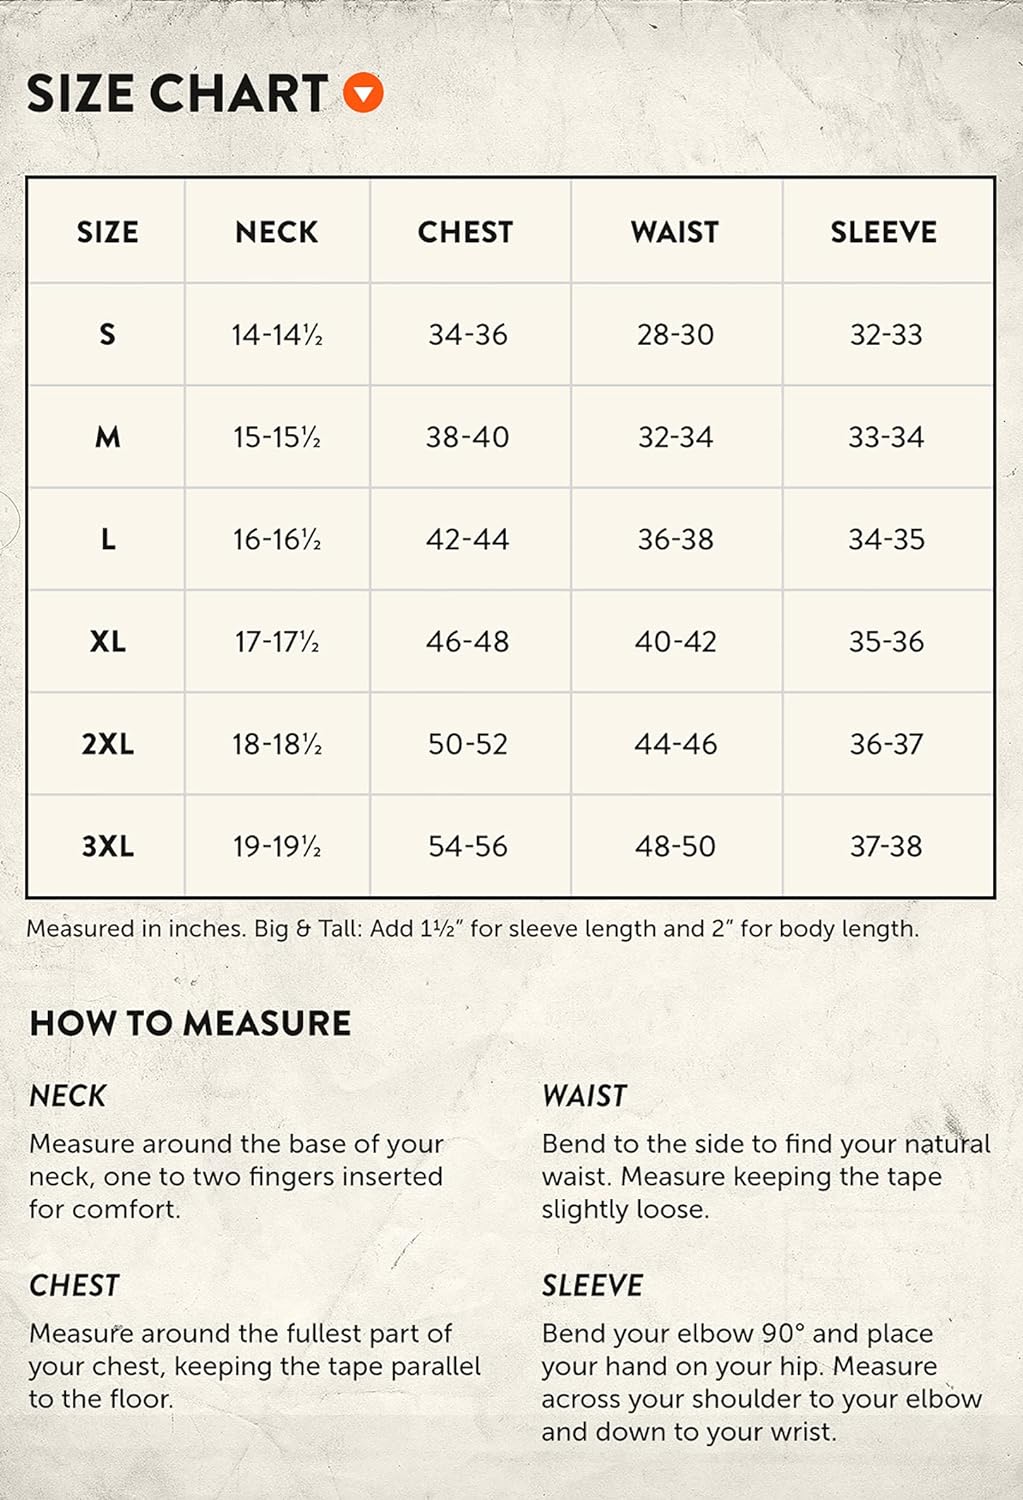 SIZE CHART
SIZE NECK CHEST WAIST SLEEVE
S 14-14½ 34-36 28-30 32-33
M 15-15½ 38-40 32-34 33-34
L 16-16½ 42-44 36-38 34-35
XL 17-17½ 46-48 40-42 35-36
2XL 18-18½ 50-52 44-46 36-37
3XL 19-19½ 54-56 48-50 37-38
Measured in inches. Big & Tall: Add 1½” for sleeve length and 2” for body length.
HOW TO MEASURE
NECK
Measure around the base of your
neck, one to two fingers inserted
for comfort.
WAIST
Bend to the side to find your natural
waist. Measure keeping the tape
slightly loose.
CHEST
Measure around the fullest part of
your chest, keeping the tape parallel
to the floor.
SLEEVE
Bend your elbow 90° and place
your hand on your hip. Measure
across your shoulder to your elbow
and down to your wrist.